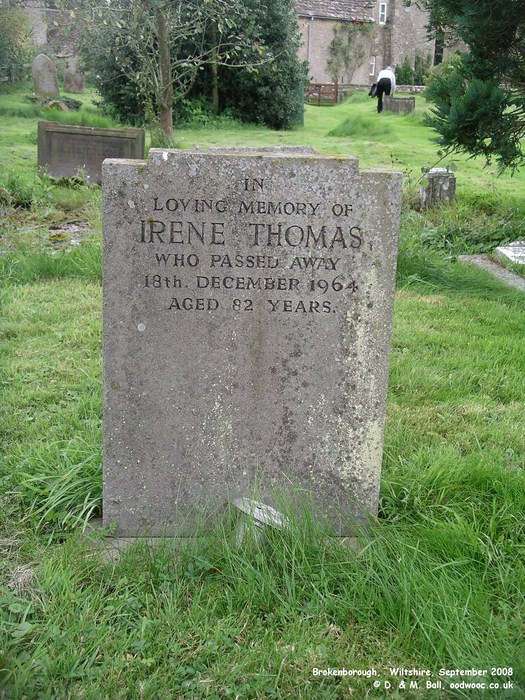 IN
LOVING MEMORY OF
IRENE THOMAS
WHO PASSED AWAY
18th. DECEMBER 1964
AGED 82 YEARS.
Brokenborough, Wiltshire, September 2008
© D. & M. Ball, oodwooc.co.uk